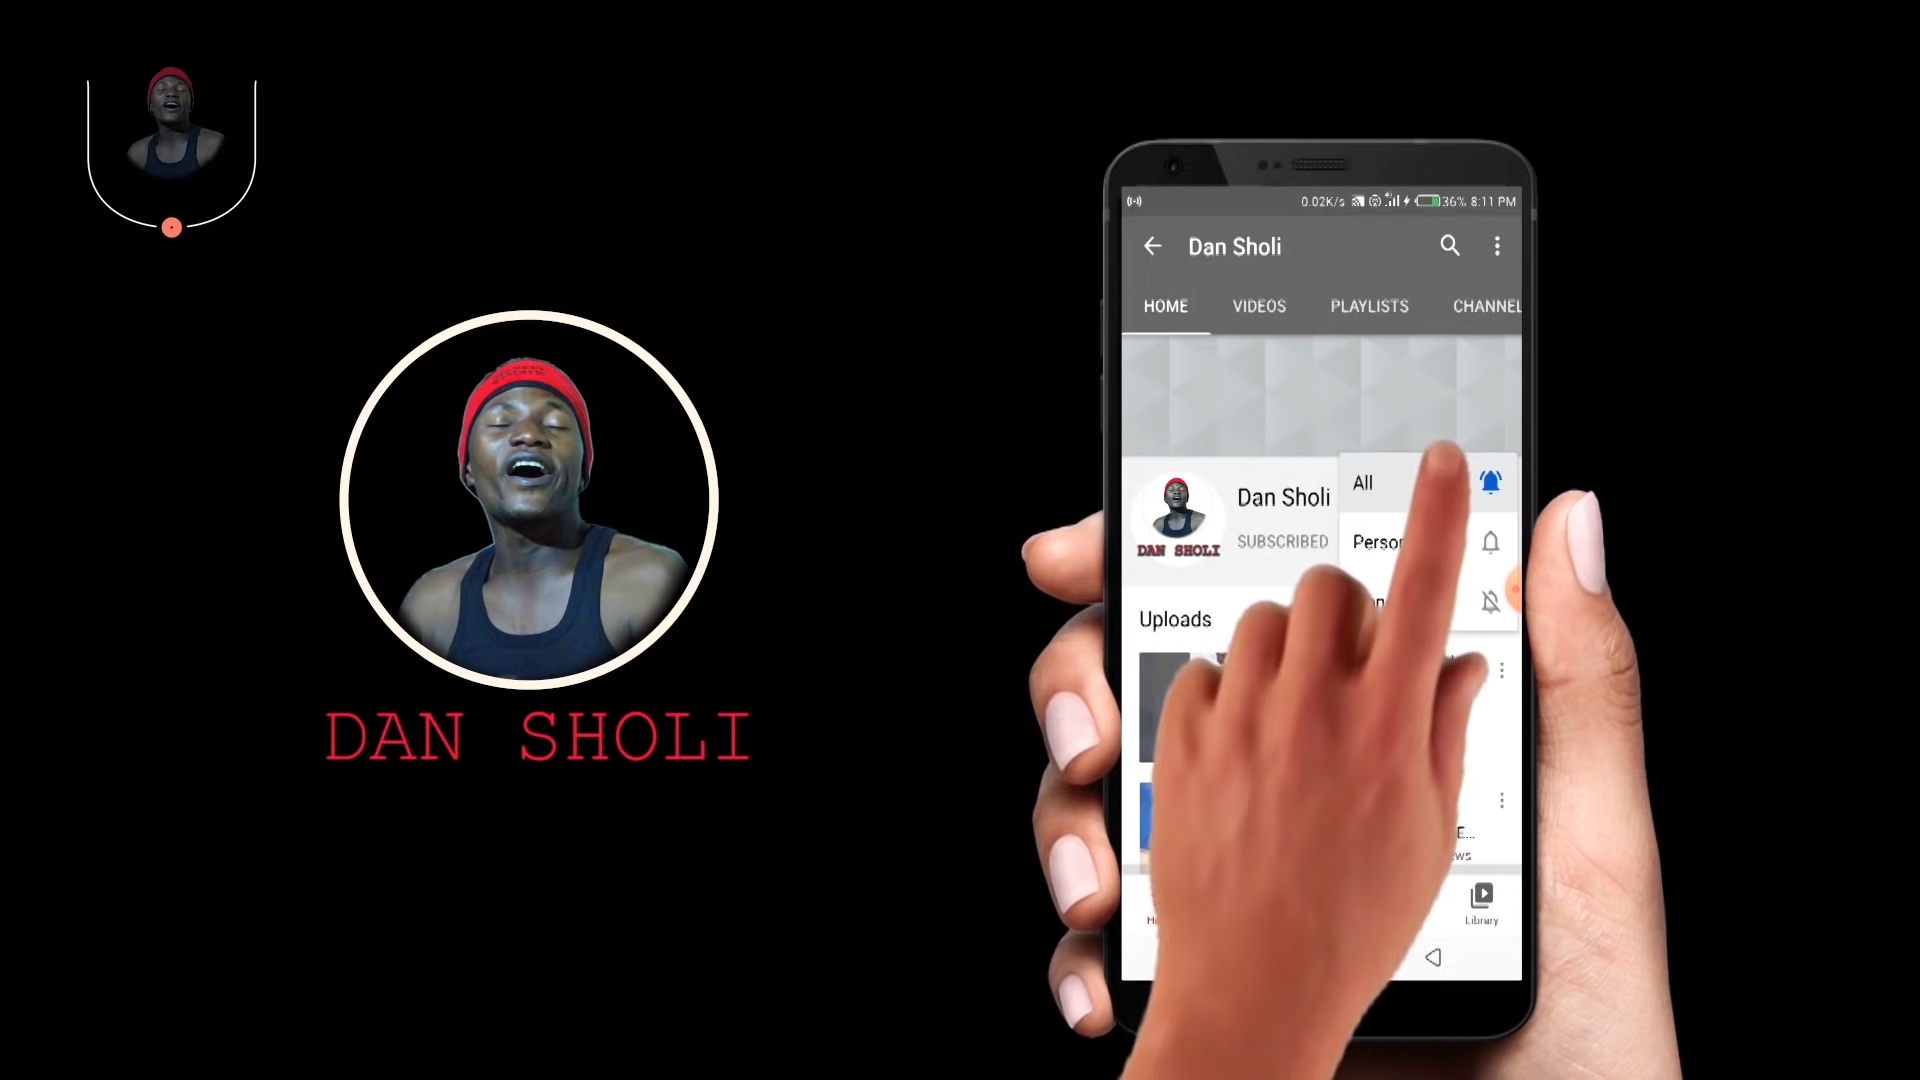 DAN SHOLI
0.02K/s 36% 8:11 PM
Dan Sholi
HOME VIDEOS PLAYLISTS CHANNEL
Dan Sholi
SUBSCRIBED
DAN SHOLI
All
Uploads
E...
Library